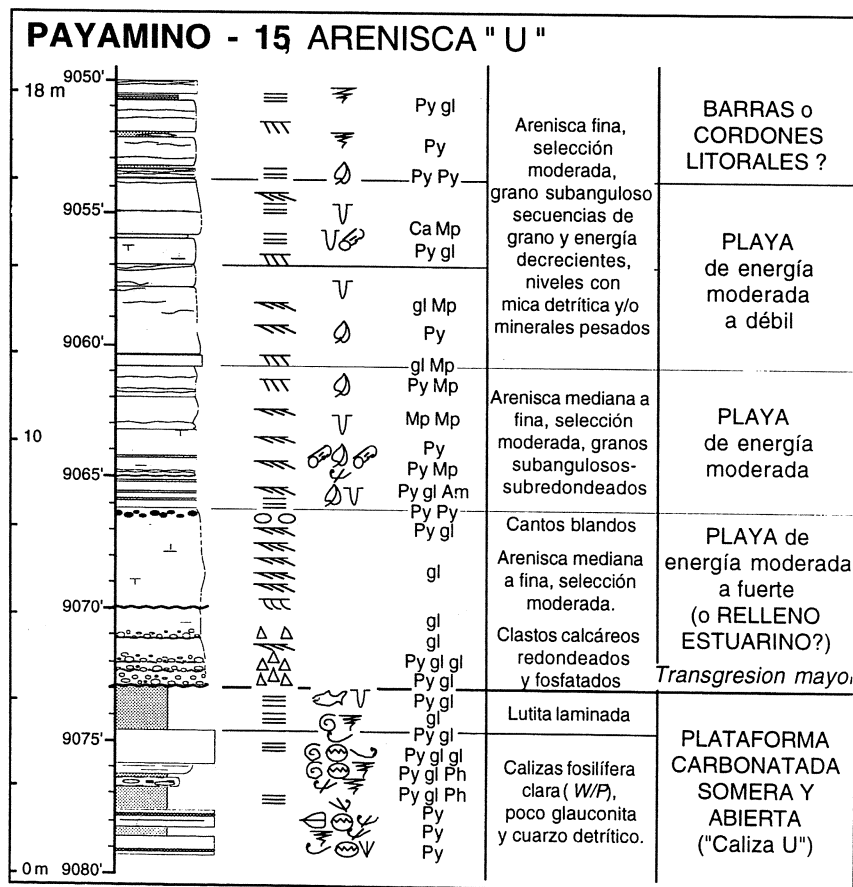 PAYAMINO - 15, ARENISCA "U"
18 m
10
0 m
9050'
9055'
9060'
9065'
9070'
9075'
9080'
Py gl
Py
Py Py
Ca Mp
Py gl
gl Mp
Py
gl Mp
Py Mp
Mp Mp
Py
Py Mp
Py gl Am
Py Py
Py gl
gl
gl
gl
Py gl gl
Py gl
Py gl
gl
Py gl
Py gl gl
Py gl Ph
Py gl Ph
Py
Py
Py
Arenisca fina,
selección
moderada,
grano subanguloso
secuencias de
grano y energía
decrecientes,
niveles con
mica detrítica y/o
minerales pesados
Arenisca mediana a
fina, selección
moderada, granos
subangulosos-
subredondeados
Cantos blandos
Arenisca mediana
a fina, selección
moderada.
Clastos calcáreos
redondeados
y fosfatados
Lutita laminada
Calizas fosilífera
clara ( W/P),
poco glauconita
y cuarzo detrítico.
BARRAS o
CORDONES
LITORALES ?
PLAYA
de energía
moderada
a débil
PLAYA
de energía
moderada
PLAYA de
energía moderada
a fuerte
(o RELLENO
ESTUARINO?)
Transgresion mayor
PLATAFORMA
CARBONATADA
SOMERA Y
ABIERTA
("Caliza U")